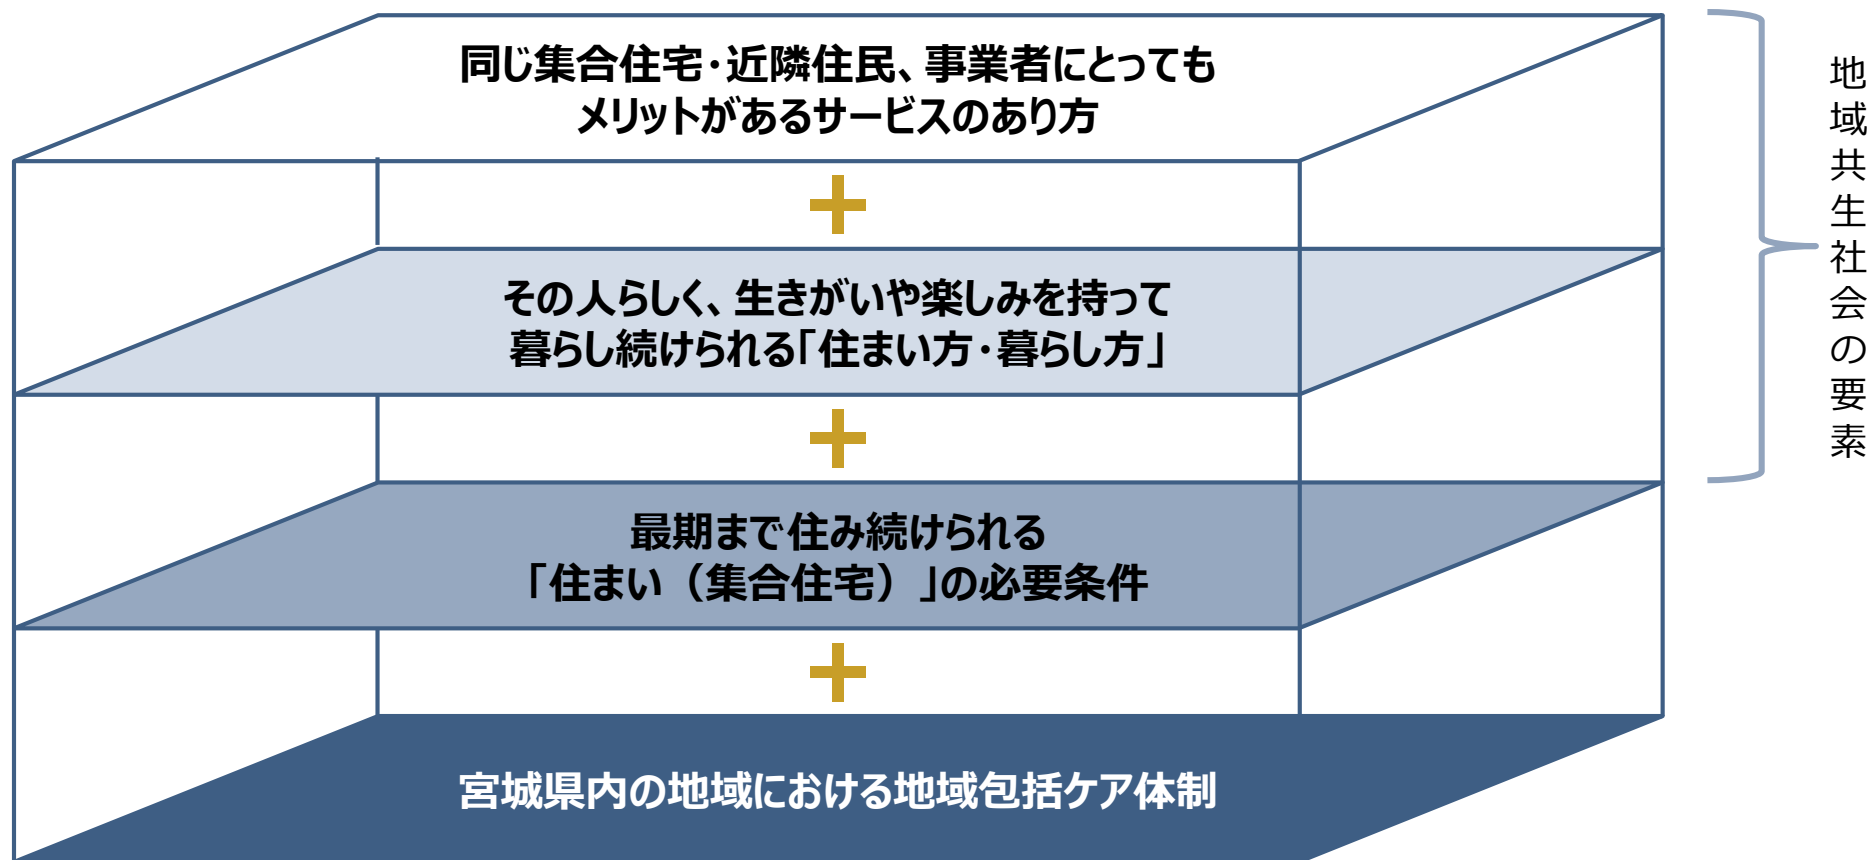 同じ集合住宅・近隣住民、事業者にとっても
メリットがあるサービスのあり方
その人らしく、生きがいや楽しみを持って
暮らし続けられる「住まい方・暮らし方」
最期まで住み続けられる
「住まい（集合住宅）」の必要条件
宮城県内の地域における地域包括ケア体制
地域共生社会の要素